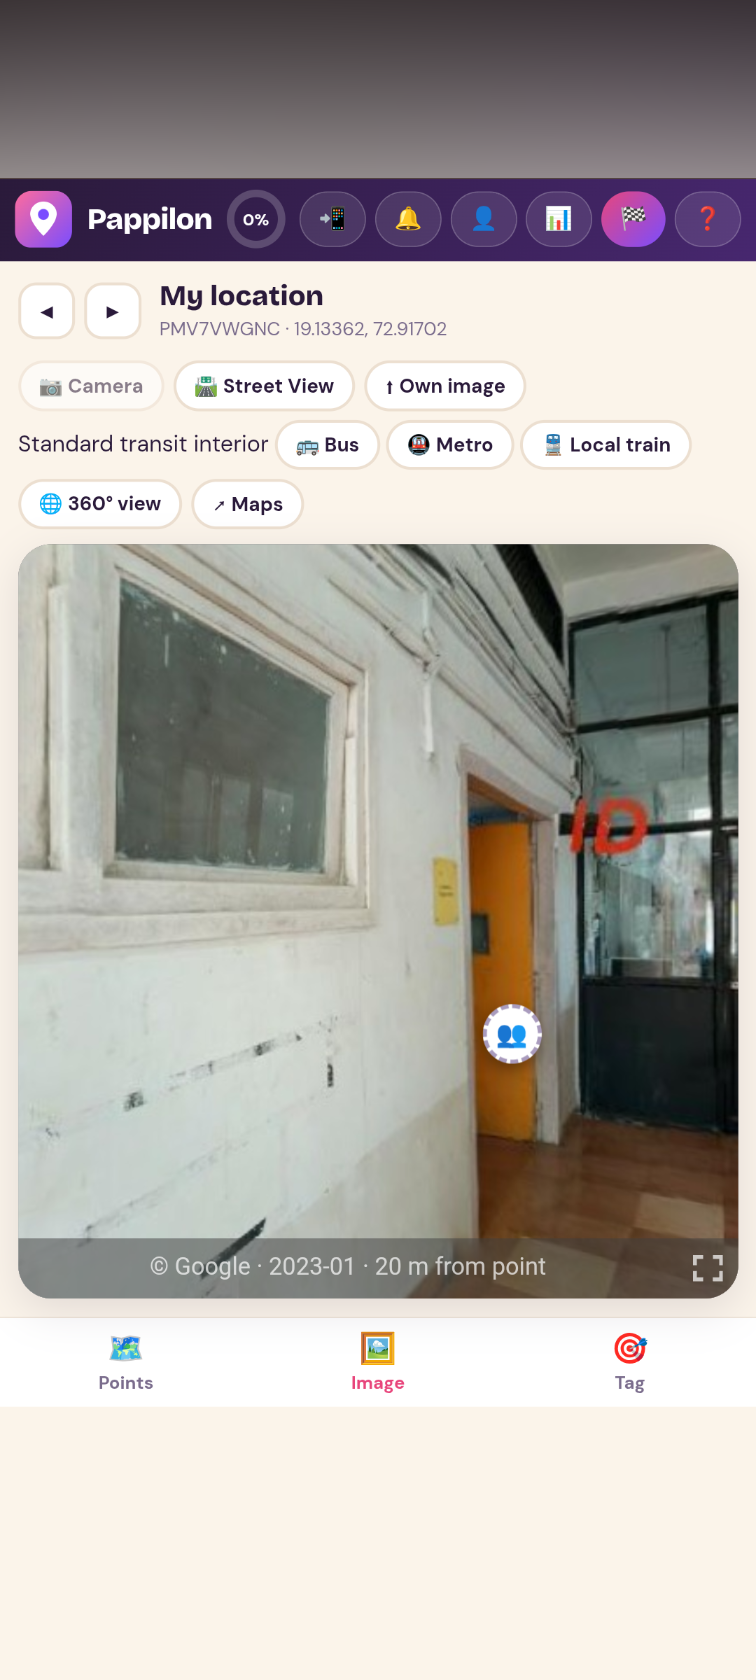 Pappilon
0%
My location
PMV7VWGNC · 19.13362, 72.91702
Camera
Street View
Own image
Standard transit interior
Bus
Metro
Local train
360° view
Maps
ID
© Google · 2023-01 · 20 m from point
Points
Image
Tag